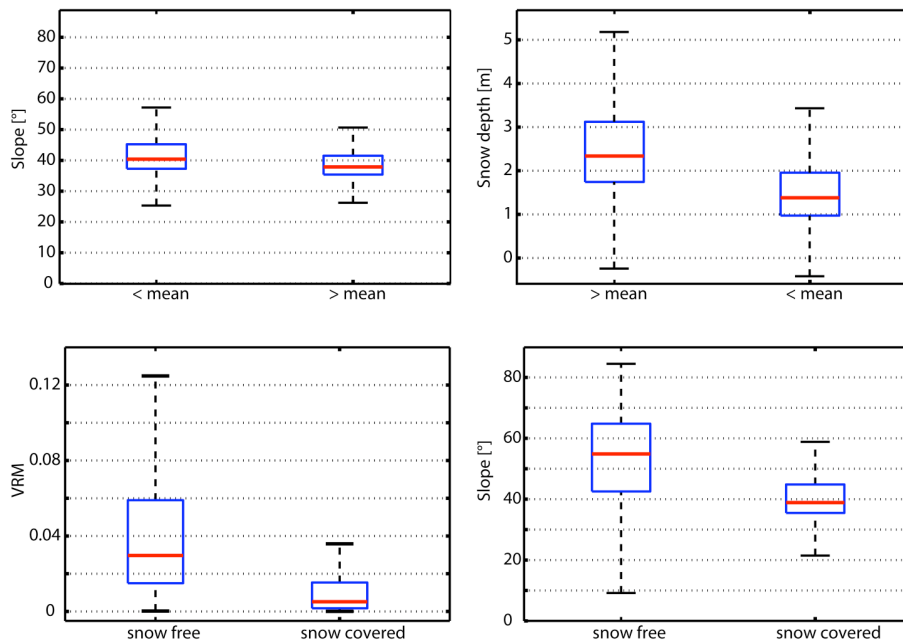 Slope [°]
80
70
60
50
40
30
20
10
0
< mean
> mean
Snow depth [m]
5
4
3
2
1
0
> mean
< mean
VRM
0.12
0.08
0.04
0
snow free
snow covered
Slope [°]
80
60
40
20
0
snow free
snow covered